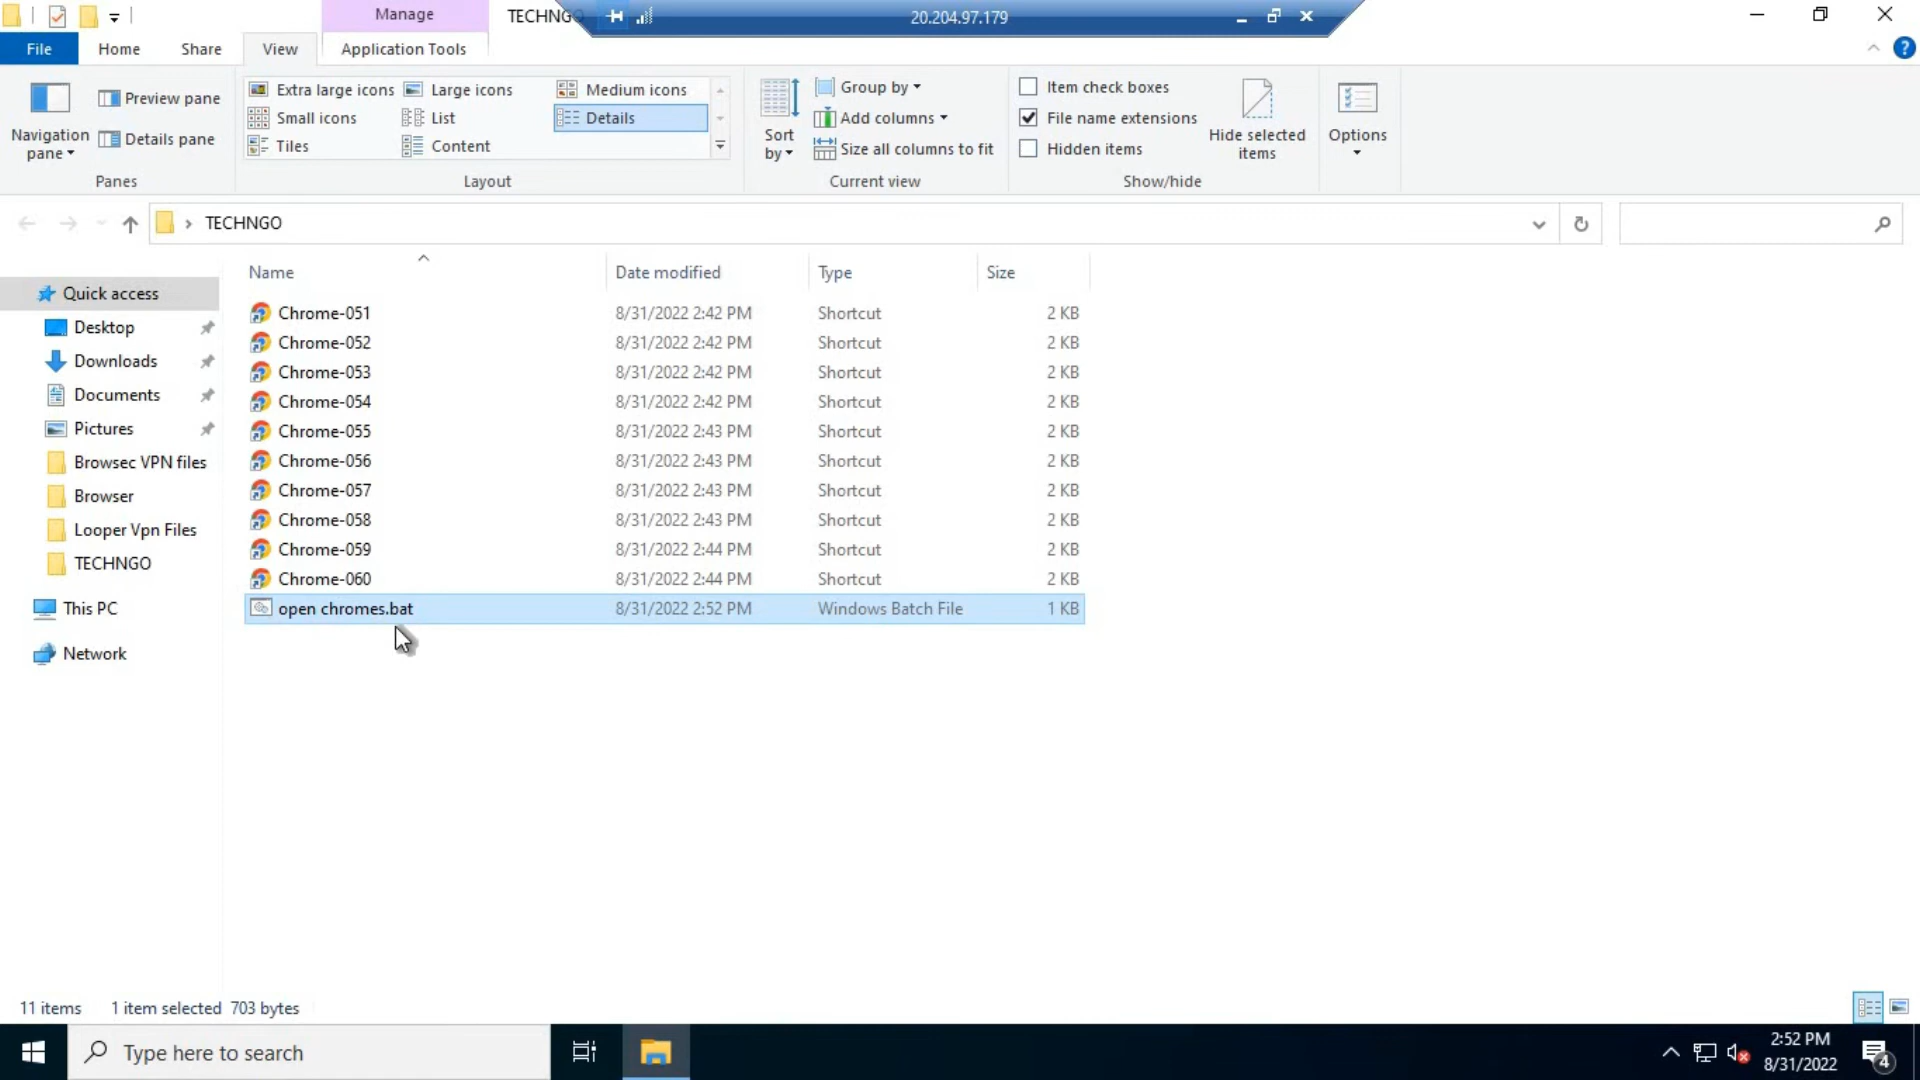 Manage
TECHNGO
20.204.97.179
File
Home
Share
View
Application Tools
Navigation pane
Preview pane
Details pane
Panes
Extra large icons
Large icons
Medium icons
Small icons
List
Details
Tiles
Content
Layout
Sort by
Group by
Add columns
Size all columns to fit
Current view
Item check boxes
File name extensions
Hidden items
Hide selected items
Show/hide
Options
TECHNGO
Name
Date modified
Type
Size
Quick access
Desktop
Downloads
Documents
Pictures
Browsec VPN files
Browser
Looper Vpn Files
TECHNGO
This PC
Network
Chrome-051 8/31/2022 2:42 PM Shortcut 2 KB
Chrome-052 8/31/2022 2:42 PM Shortcut 2 KB
Chrome-053 8/31/2022 2:42 PM Shortcut 2 KB
Chrome-054 8/31/2022 2:42 PM Shortcut 2 KB
Chrome-055 8/31/2022 2:43 PM Shortcut 2 KB
Chrome-056 8/31/2022 2:43 PM Shortcut 2 KB
Chrome-057 8/31/2022 2:43 PM Shortcut 2 KB
Chrome-058 8/31/2022 2:43 PM Shortcut 2 KB
Chrome-059 8/31/2022 2:44 PM Shortcut 2 KB
Chrome-060 8/31/2022 2:44 PM Shortcut 2 KB
open chromes.bat 8/31/2022 2:52 PM Windows Batch File 1 KB
11 items 1 item selected 703 bytes
Type here to search
2:52 PM
8/31/2022
4